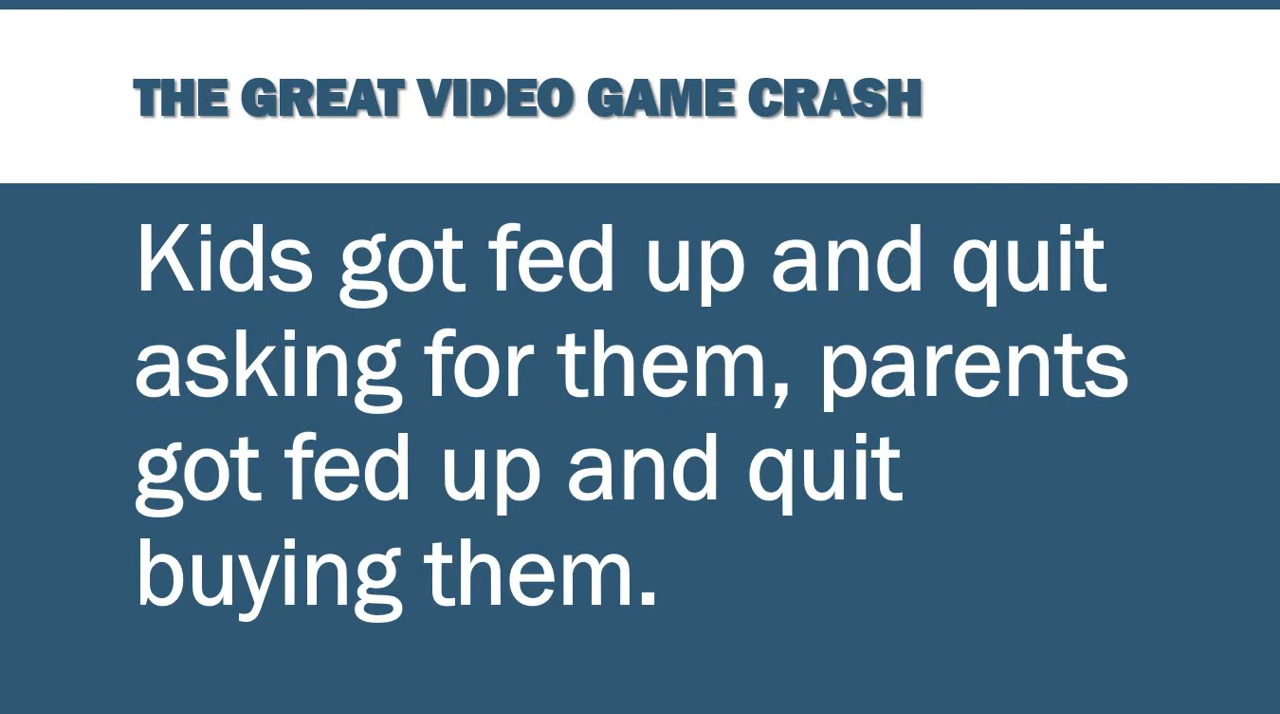 THE GREAT VIDEO GAME CRASH
Kids got fed up and quit
asking for them, parents
got fed up and quit
buying them.